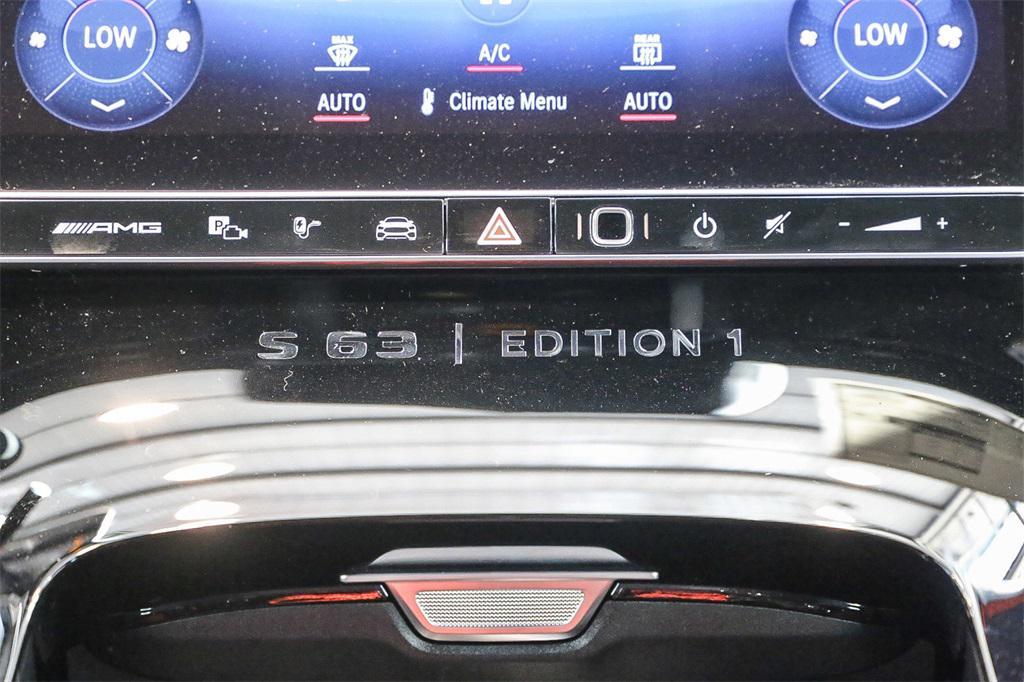 LOW
MAX
A/C
REAR
LOW
AUTO
Climate Menu
AUTO
AMG
P
- +
S 63 | EDITION 1